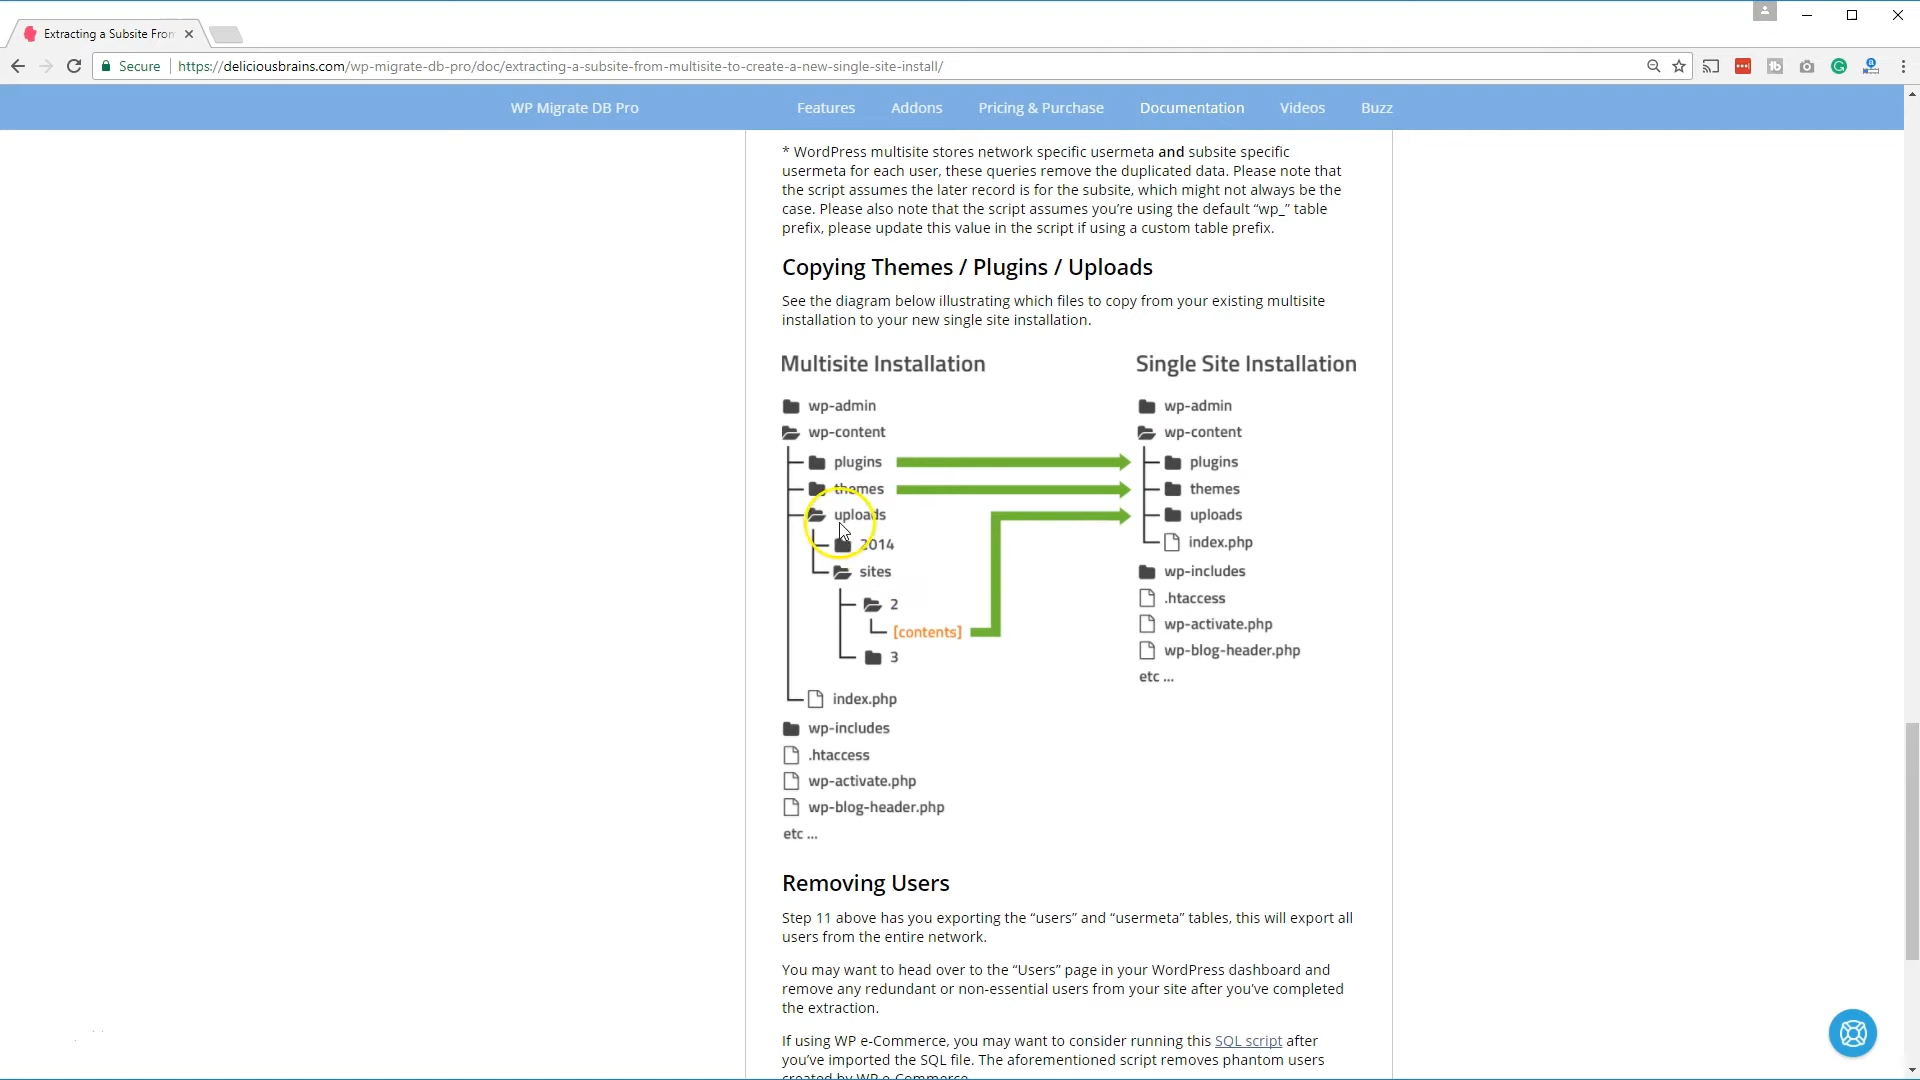 Extracting a Subsite From
Secure
https://deliciousbrains.com/wp-migrate-db-pro/doc/extracting-a-subsite-from-multisite-to-create-a-new-single-site-install/
WP Migrate DB Pro
Features
Addons
Pricing & Purchase
Documentation
Videos
Buzz
* WordPress multisite stores network specific usermeta and subsite specific
usermeta for each user, these queries remove the duplicated data. Please note that
the script assumes the later record is for the subsite, which might not always be the
case. Please also note that the script assumes you’re using the default “wp_” table
prefix, please update this value in the script if using a custom table prefix.
Copying Themes / Plugins / Uploads
See the diagram below illustrating which files to copy from your existing multisite
installation to your new single site installation.
Multisite Installation
wp-admin
wp-content
plugins
themes
uploads
2014
sites
2
[contents]
3
index.php
wp-includes
.htaccess
wp-activate.php
wp-blog-header.php
etc ...
Single Site Installation
wp-admin
wp-content
plugins
themes
uploads
index.php
wp-includes
.htaccess
wp-activate.php
wp-blog-header.php
etc ...
Removing Users
Step 11 above has you exporting the “users” and “usermeta” tables, this will export all
users from the entire network.
You may want to head over to the “Users” page in your WordPress dashboard and
remove any redundant or non-essential users from your site after you’ve completed
the extraction.
If using WP e-Commerce, you may want to consider running this SQL script after
you’ve imported the SQL file. The aforementioned script removes phantom users
created by WP e-Commerce.